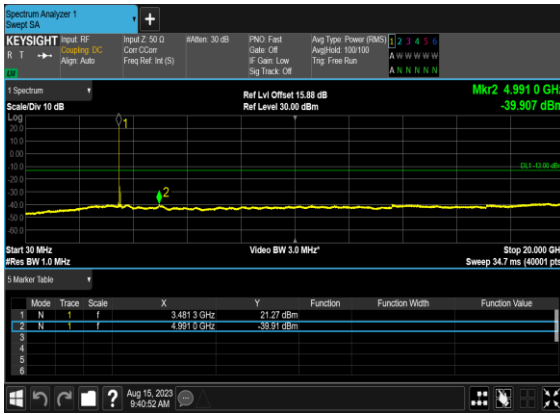 Spectrum Analyzer 1
Swept SA
+
KEYSIGHT
R T
Input: RF
Coupling: DC
Align: Auto
Input Z: 50 Ω
Corr CCorr
Freq Ref: Int (S)
#Atten: 30 dB
PNO: Fast
Gate: Off
IF Gain: Low
Sig Track: Off
Avg Type: Power (RMS)
Avg|Hold: 100/100
Trig: Free Run
1 2 3 4 5 6
A W W W W W
A N N N N N
1 Spectrum
Scale/Div 10 dB
Ref Lvl Offset 15.88 dB
Ref Level 30.00 dBm
Mkr2 4.991 0 GHz
-39.907 dBm
Log
20.0
10.0
0.00
-10.0
-20.0
-30.0
-40.0
-50.0
-60.0
1
2
DL1 -13.00 dBm
Start 30 MHz
#Res BW 1.0 MHz
Video BW 3.0 MHz*
Stop 20.000 GHz
Sweep 34.7 ms (40001 pts)
5 Marker Table
Mode Trace Scale X Y Function Function Width Function Value
1 N 1 f 3.481 3 GHz 21.27 dBm
2 N 1 f 4.991 0 GHz -39.91 dBm
3
4
5
6
?
Aug 15, 2023
9:40:52 AM